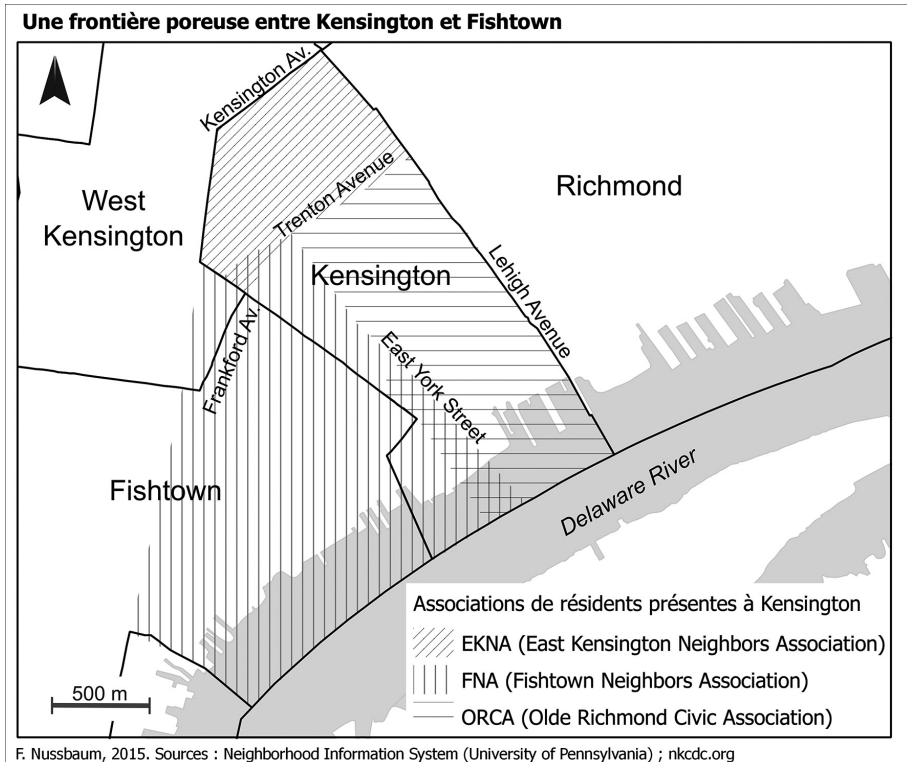 Une frontière poreuse entre Kensington et Fishtown
Kensington Av.
Trenton Avenue
West
Kensington
Richmond
Kensington
Lehigh Avenue
Frankford Av.
East York Street
Fishtown
Delaware River
Associations de résidents présentes à Kensington
EKNA (East Kensington Neighbors Association)
FNA (Fishtown Neighbors Association)
ORCA (Olde Richmond Civic Association)
500 m
F. Nussbaum, 2015. Sources : Neighborhood Information System (University of Pennsylvania) ; nkcdc.org